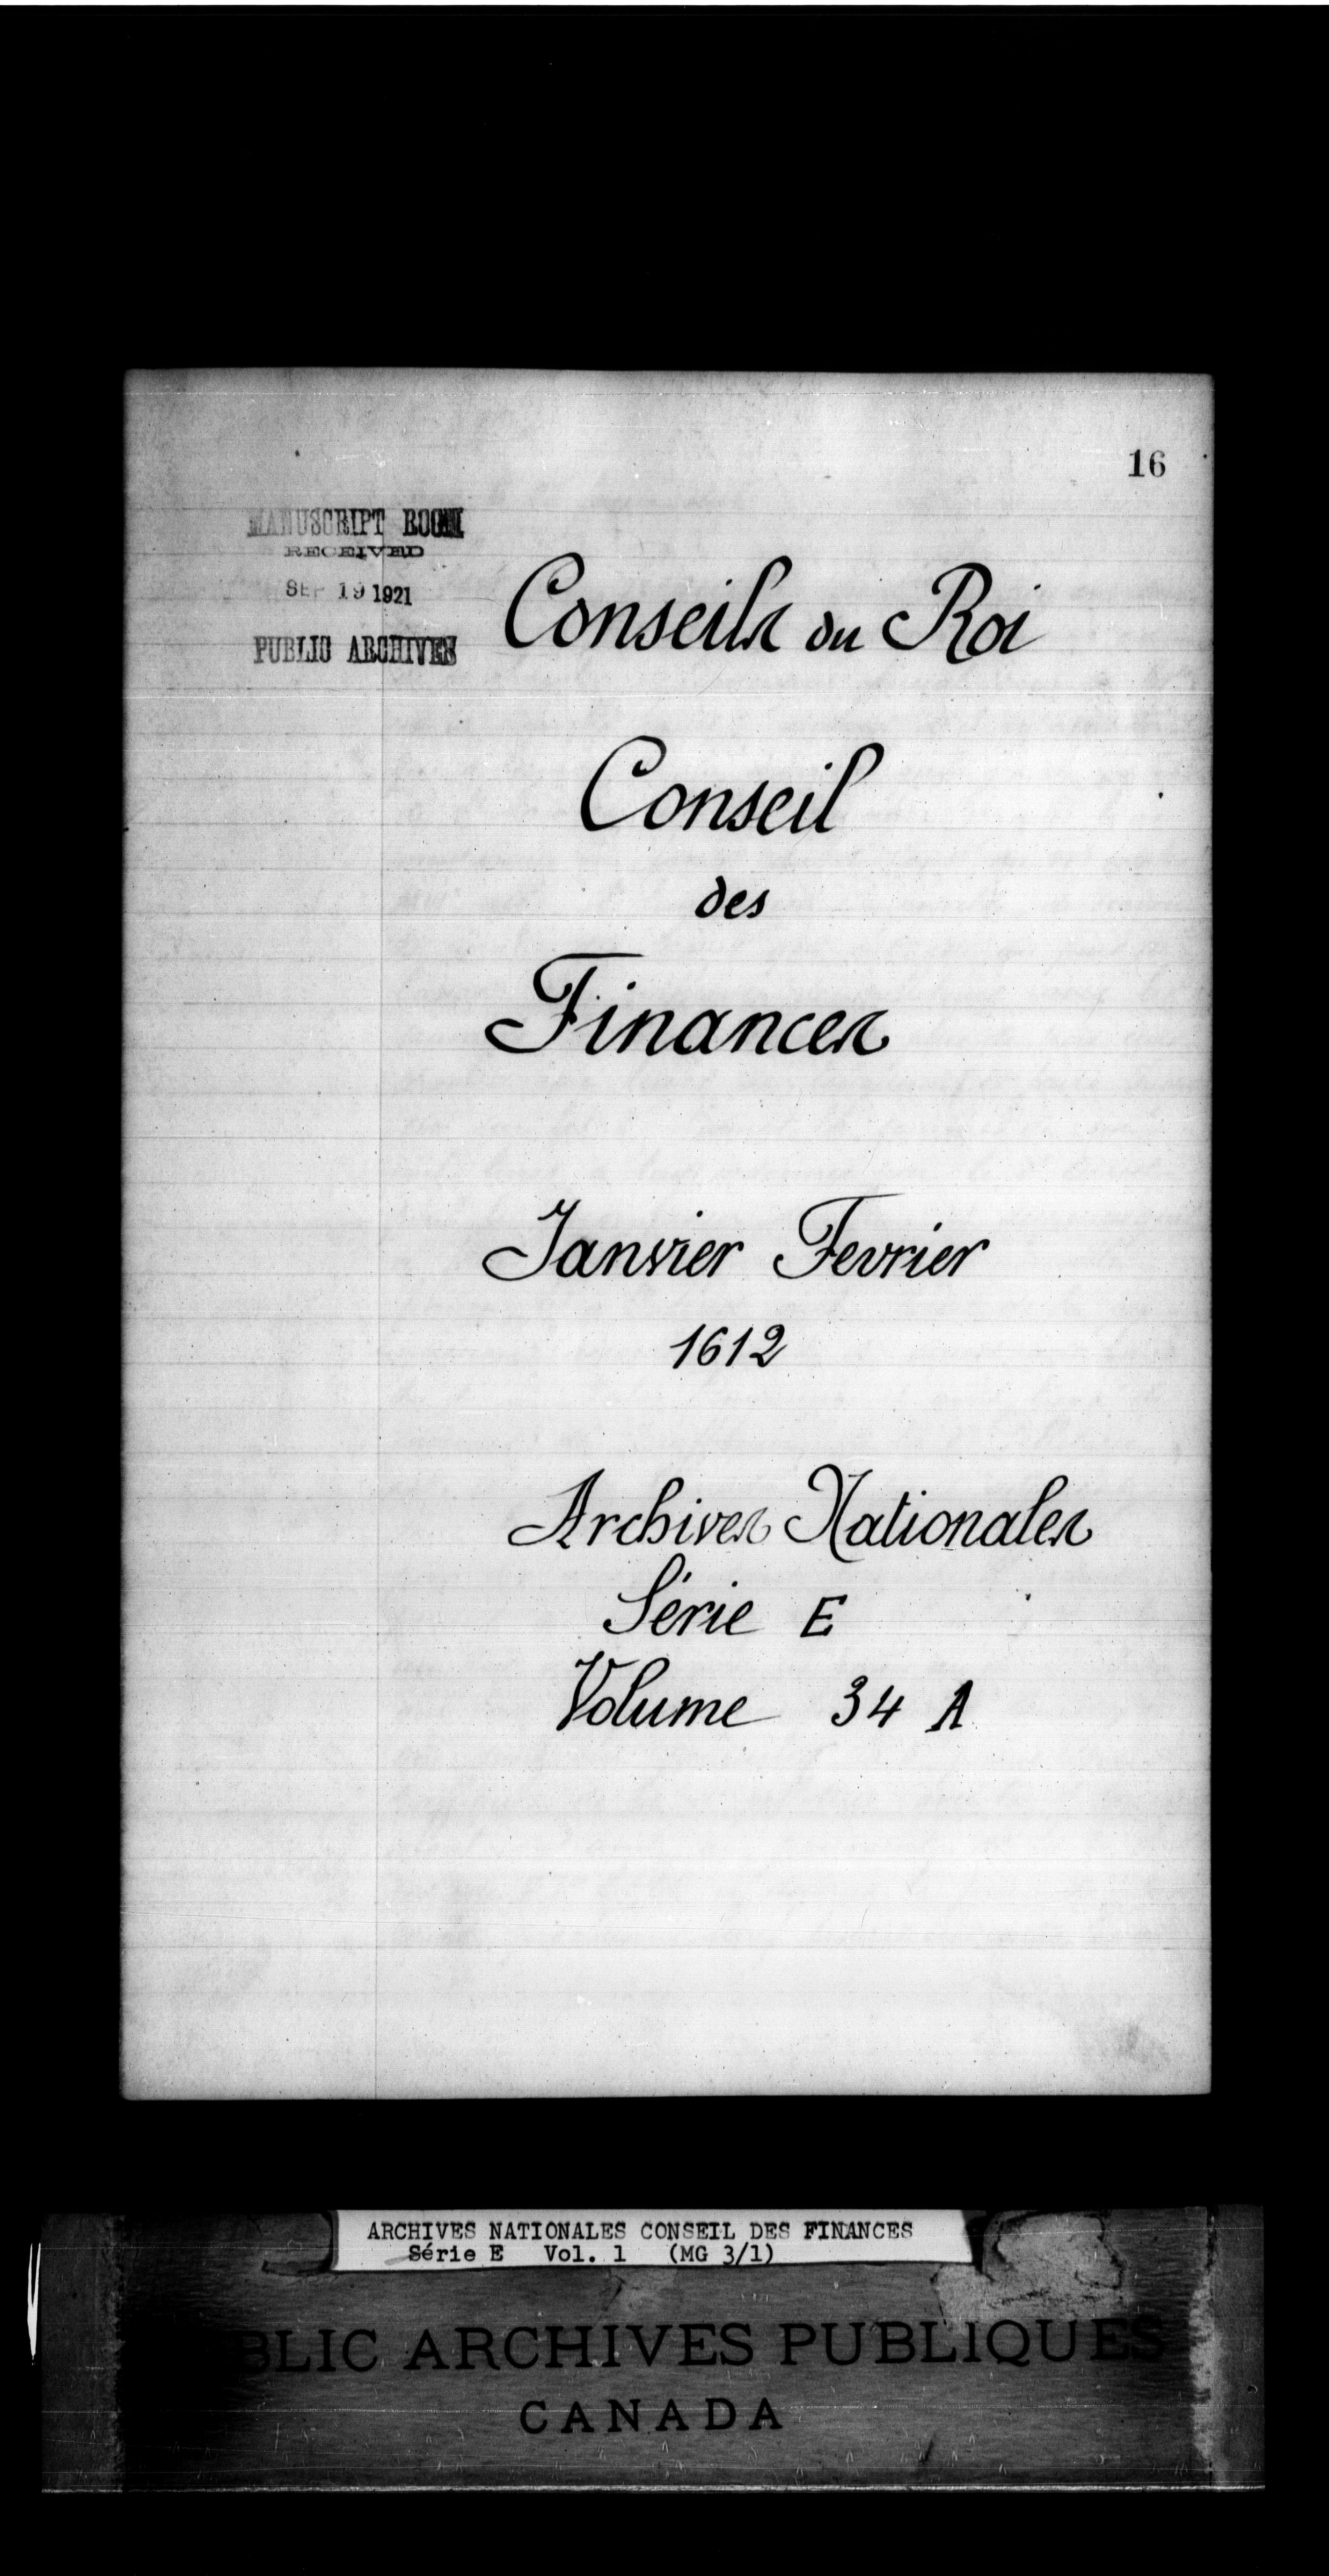 16
MANUSCRIPT ROOM
RECEIVED
SEP 19 1921
PUBLIC ARCHIVES
Conseils du Roi
Conseil
des
Finances
Janvier Fevrier
1612
Archives Nationales
Série E
Volume 34 A
ARCHIVES NATIONALES CONSEIL DES FINANCES
Série E Vol. 1 (MG 3/1)
BLIC ARCHIVES PUBLIQUES
CANADA